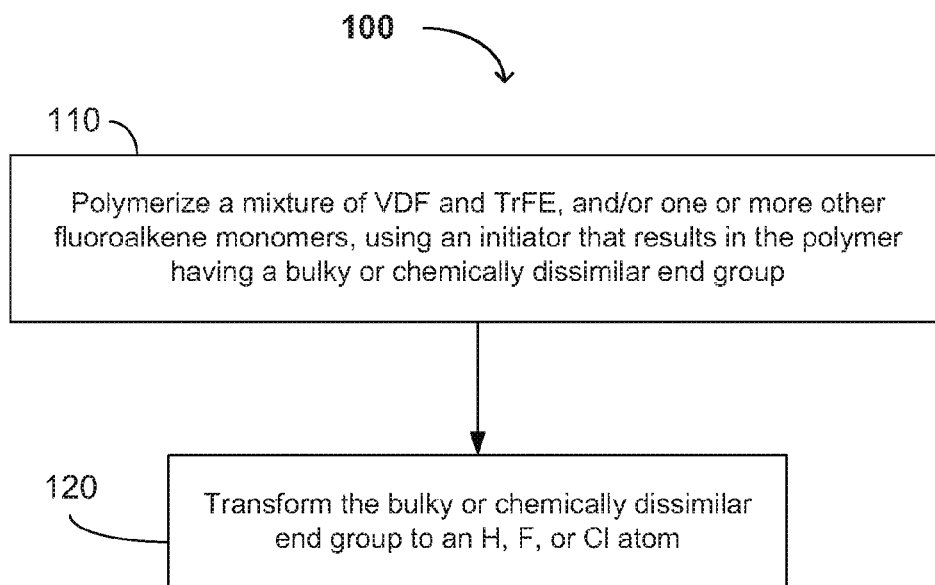 100
110
Polymerize a mixture of VDF and TrFE, and/or one or more other
fluoroalkene monomers, using an initiator that results in the polymer
having a bulky or chemically dissimilar end group
120
Transform the bulky or chemically dissimilar
end group to an H, F, or Cl atom